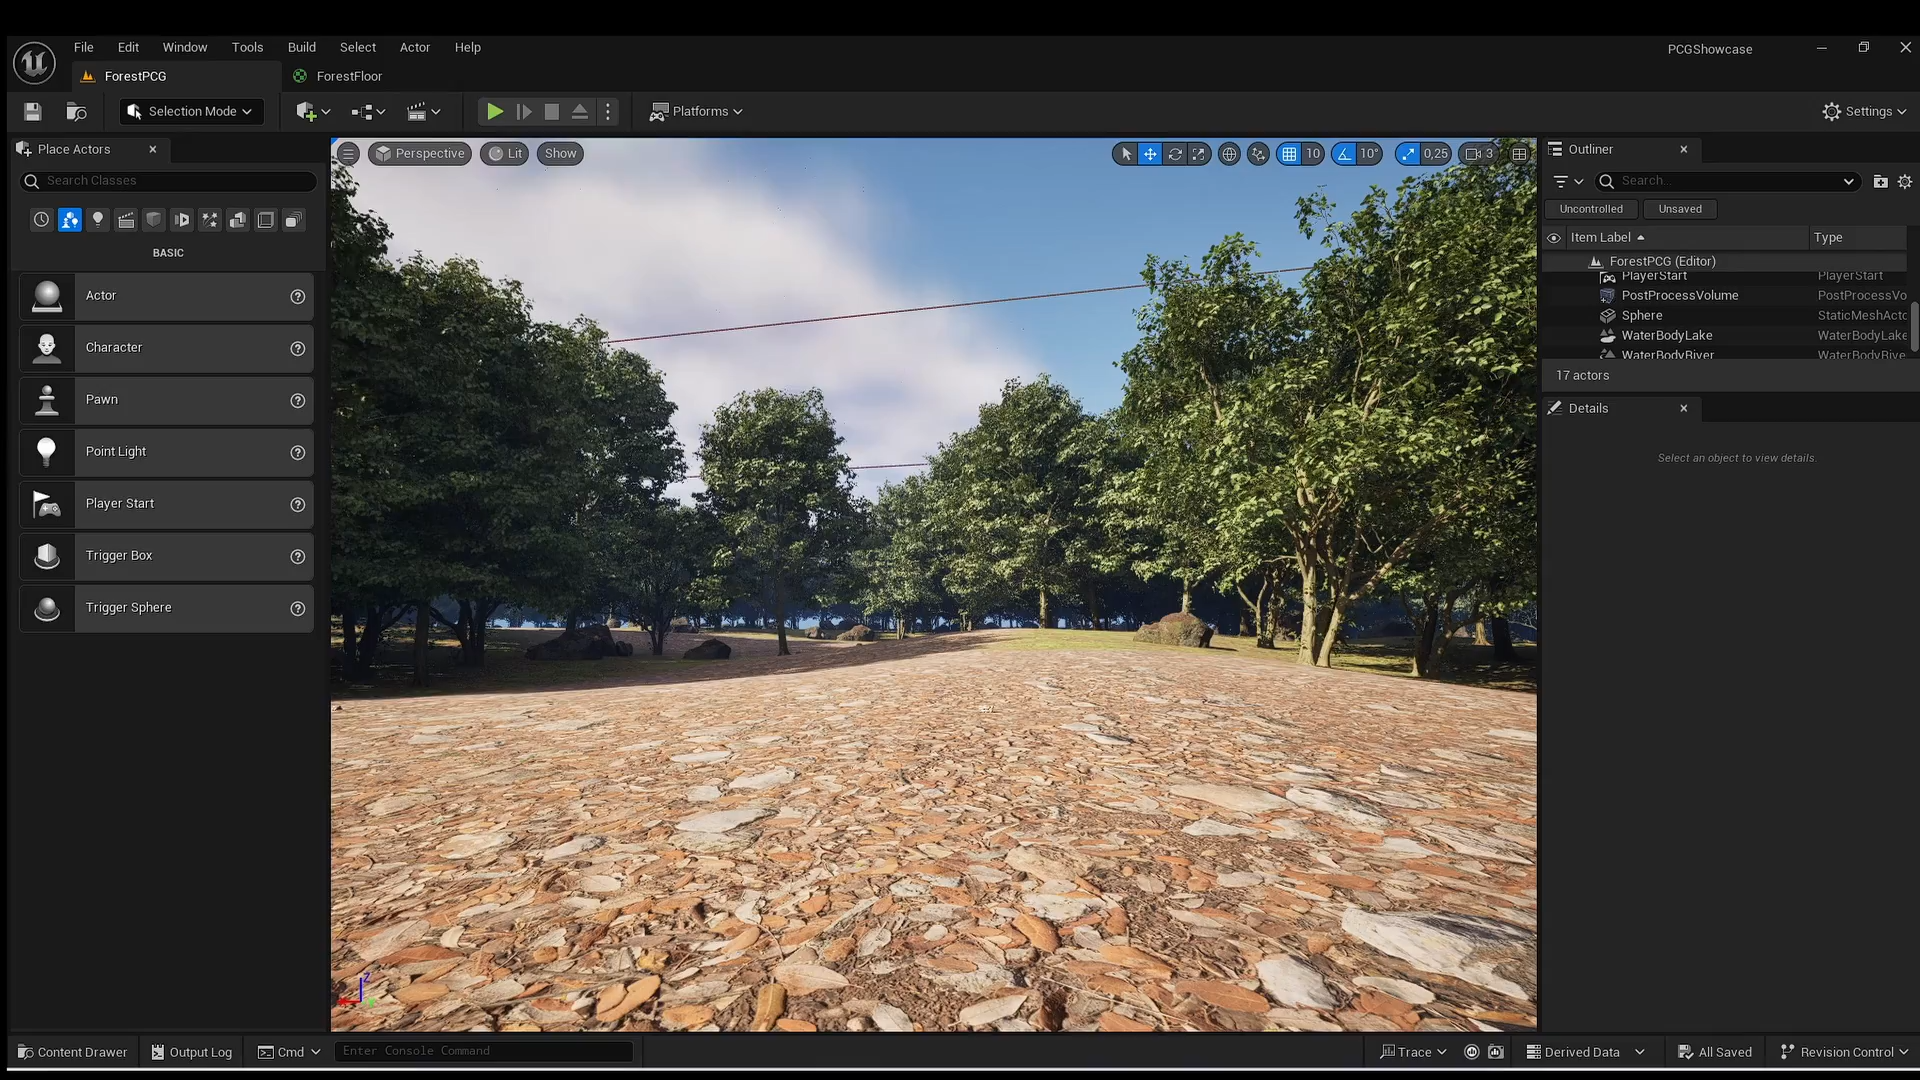 File Edit Window Tools Build Select Actor Help
PCGShowcase
ForestPCG
ForestFloor
Selection Mode
Platforms
Settings
Place Actors
Search Classes
BASIC
Actor
Character
Pawn
Point Light
Player Start
Trigger Box
Trigger Sphere
Perspective
Lit
Show
10
10°
0,25
3
Z
Outliner
Search...
Uncontrolled
Unsaved
Item Label
Type
ForestPCG (Editor)
PlayerStart PlayerStart
PostProcessVolume PostProcessVo
Sphere StaticMeshActo
WaterBodyLake WaterBodyLake
WaterBodyRiver WaterBodyRive
17 actors
Details
Select an object to view details.
Content Drawer
Output Log
Cmd
Enter Console Command
Trace
Derived Data
All Saved
Revision Control